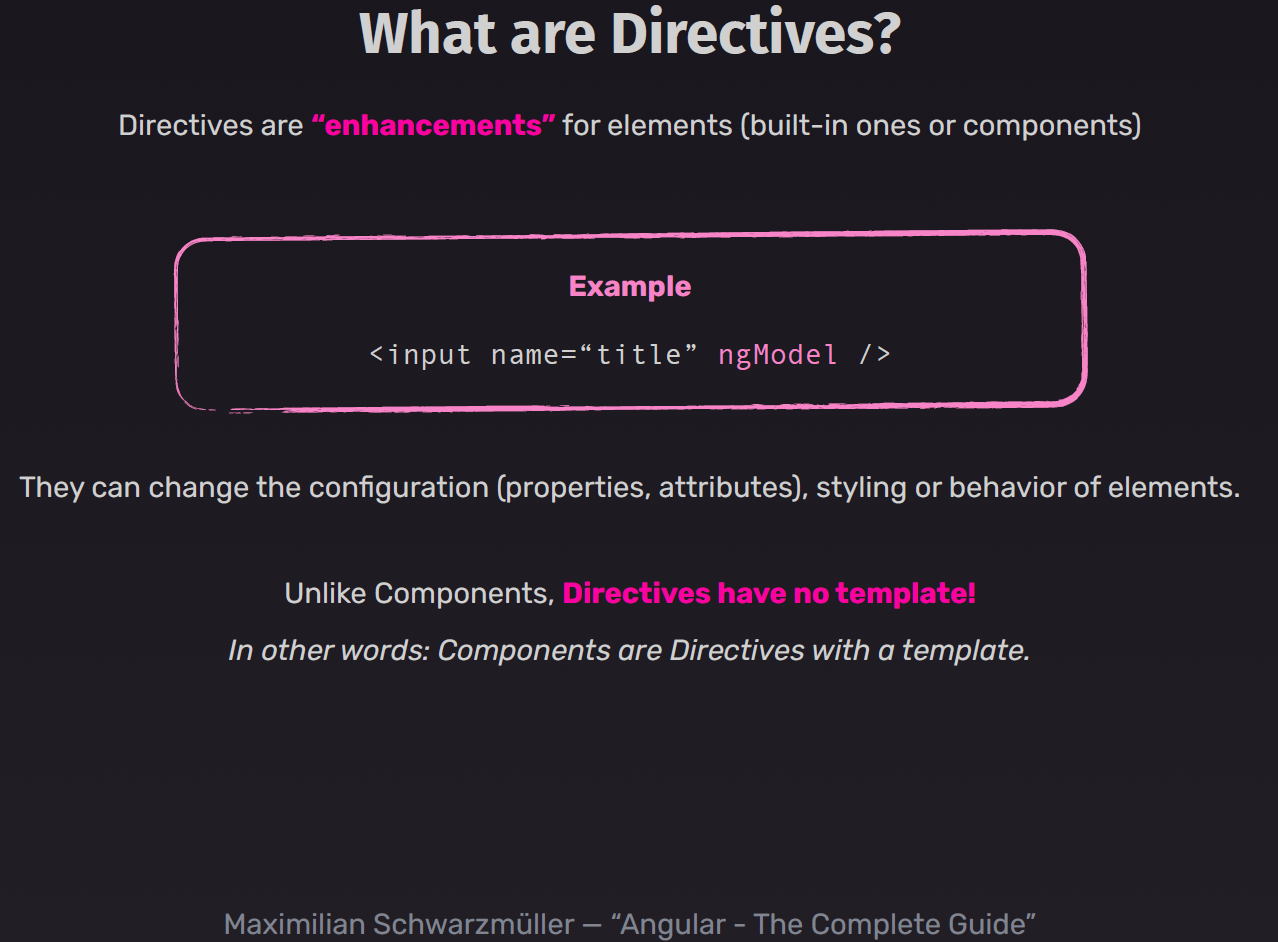 What are Directives?
Directives are “enhancements” for elements (built-in ones or components)
Example
<input name=“title” ngModel />
They can change the configuration (properties, attributes), styling or behavior of elements.
Unlike Components, Directives have no template!
In other words: Components are Directives with a template.
Maximilian Schwarzmüller – “Angular - The Complete Guide”